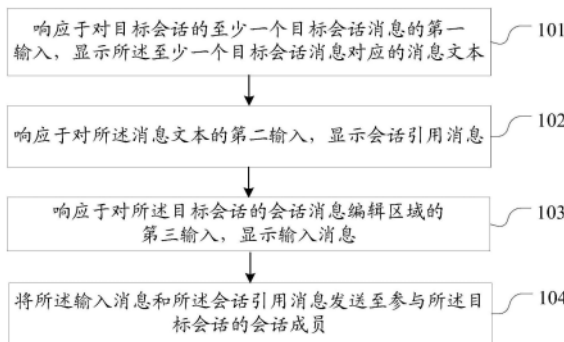 响应于对目标会话的至少一个目标会话消息的第一
输入，显示所述至少一个目标会话消息对应的消息文本
101
响应于对所述消息文本的第二输入，显示会话引用消息
102
响应于对所述目标会话的会话消息编辑区域的
第三输入，显示输入消息
103
将所述输入消息和所述会话引用消息发送至参与所述目
标会话的会话成员
104